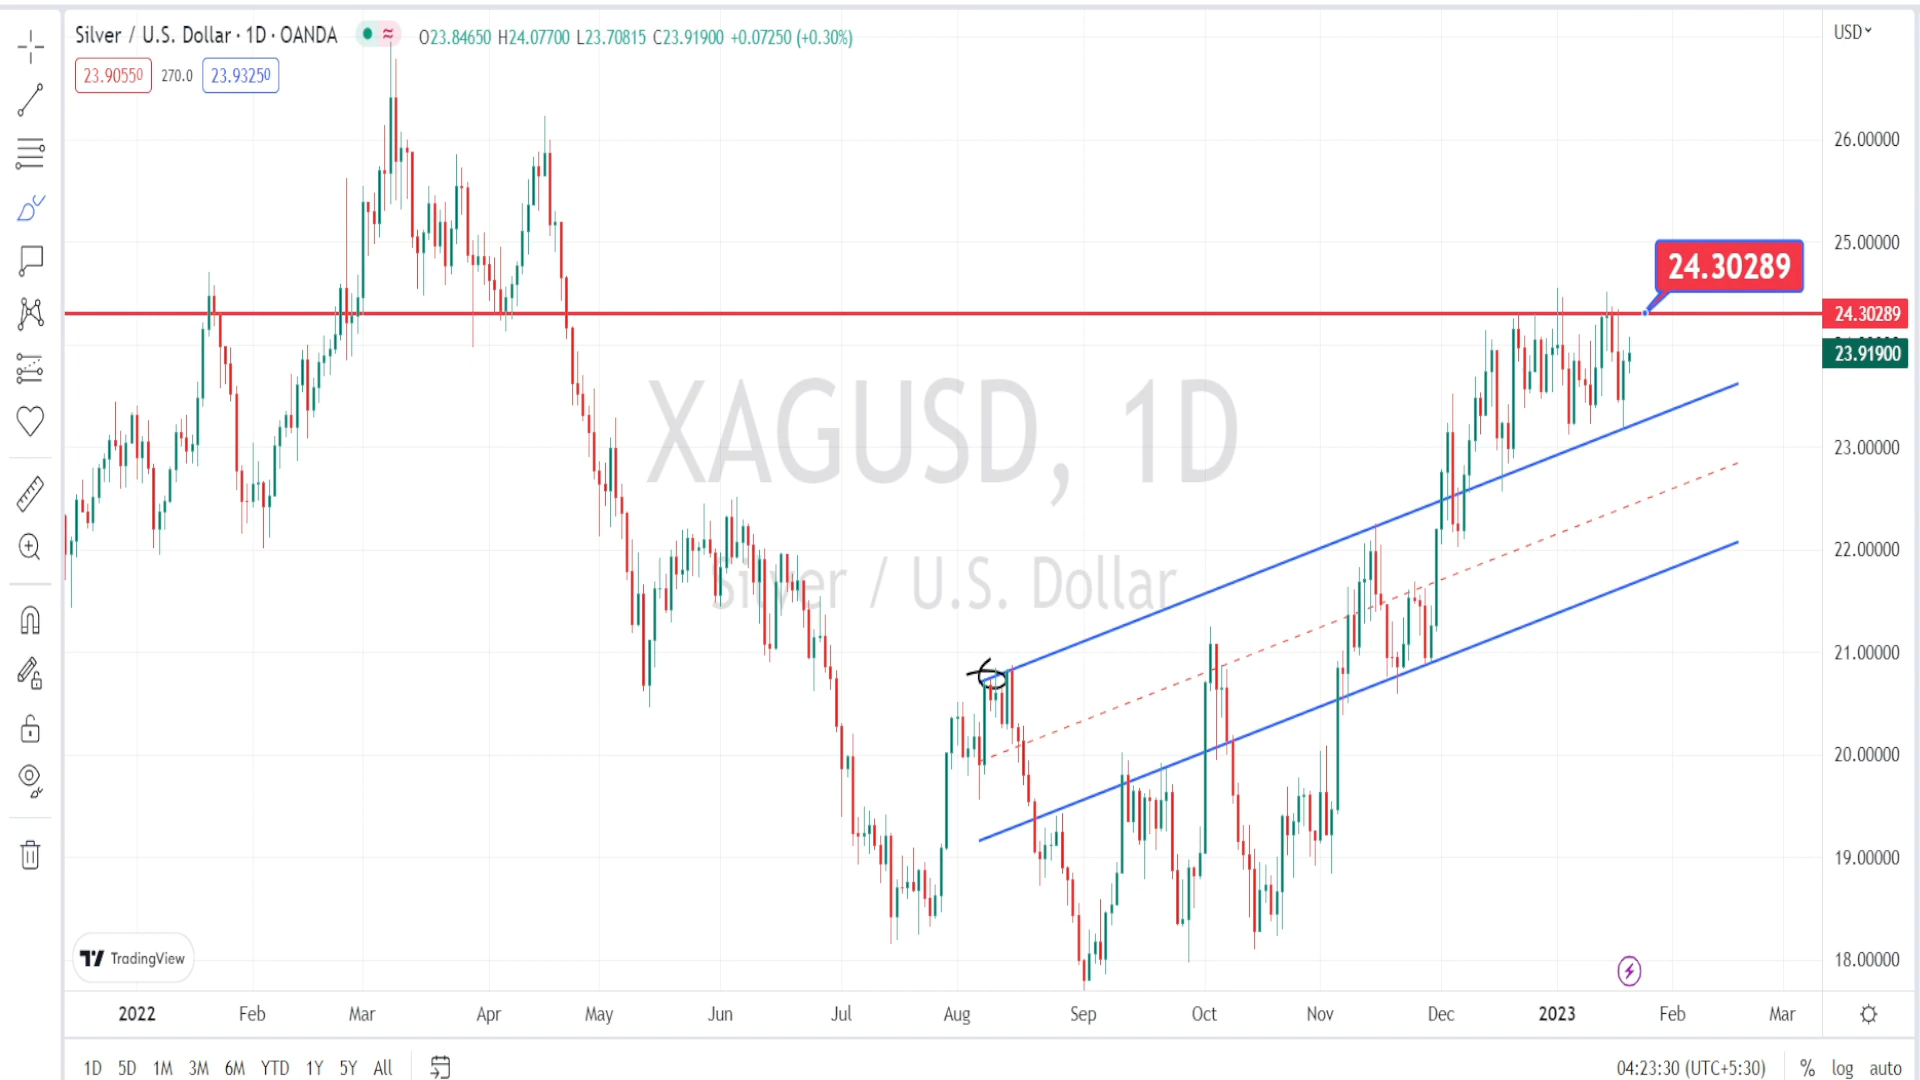 Silver / U.S. Dollar · 1D · OANDA ≈ O23.84650 H24.07700 L23.70815 C23.91900 +0.07250 (+0.30%)
USD
23.90550 270.0 23.93250
26.00000
25.00000
24.30289
24.30289
23.91900
XAGUSD, 1D
23.00000
22.00000
Silver / U.S. Dollar
21.00000
20.00000
19.00000
TradingView
18.00000
2022 Feb Mar Apr May Jun Jul Aug Sep Oct Nov Dec 2023 Feb Mar
1D 5D 1M 3M 6M YTD 1Y 5Y All 04:23:30 (UTC+5:30) % log auto